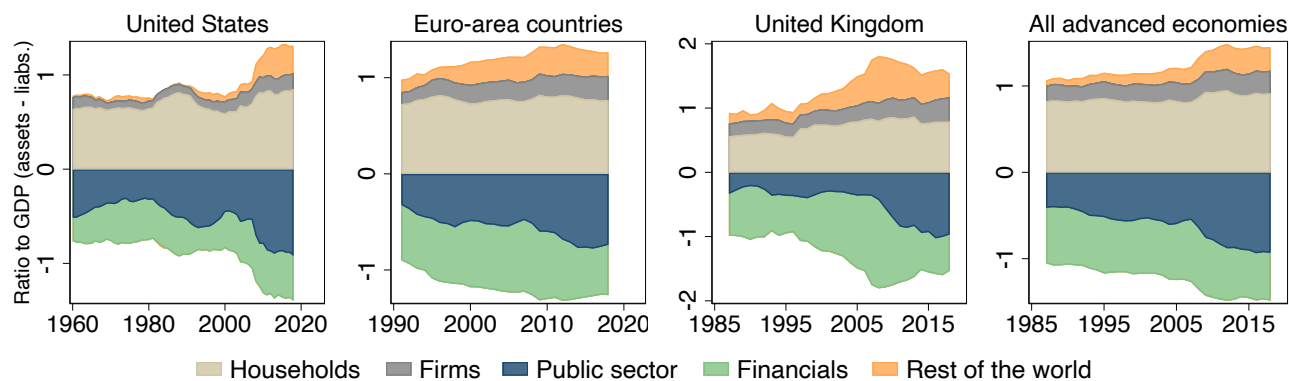 United States
Euro-area countries
United Kingdom
All advanced economies
Ratio to GDP (assets - liabs.)
1
0
-1
1960 1980 2000 2020
1
0
-1
1990 2000 2010 2020
2
1
0
-1
-2
1985 1995 2005 2015
1
0
-1
1985 1995 2005 2015
Households Firms Public sector Financials Rest of the world